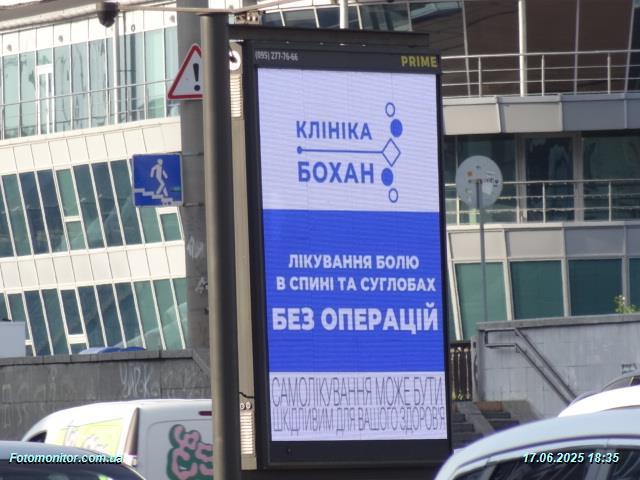 (095) 277-76-66
PRIME
КЛІНІКА
БОХАН
ЛІКУВАННЯ БОЛЮ
В СПИНІ ТА СУГЛОБАХ
БЕЗ ОПЕРАЦІЙ
САМОЛІКУВАННЯ МОЖЕ БУТИ
ШКІДЛИВИМ ДЛЯ ВАШОГО ЗДОРОВ'Я
Fotomonitor.com.ua
17.06.2025 18:35